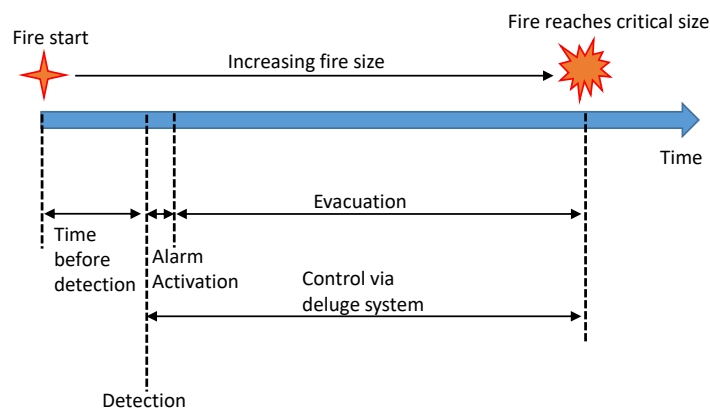 Fire reaches critical size
Fire start
Increasing fire size
Time
Evacuation
Time
before
detection
Alarm
Activation
Control via
deluge system
Detection